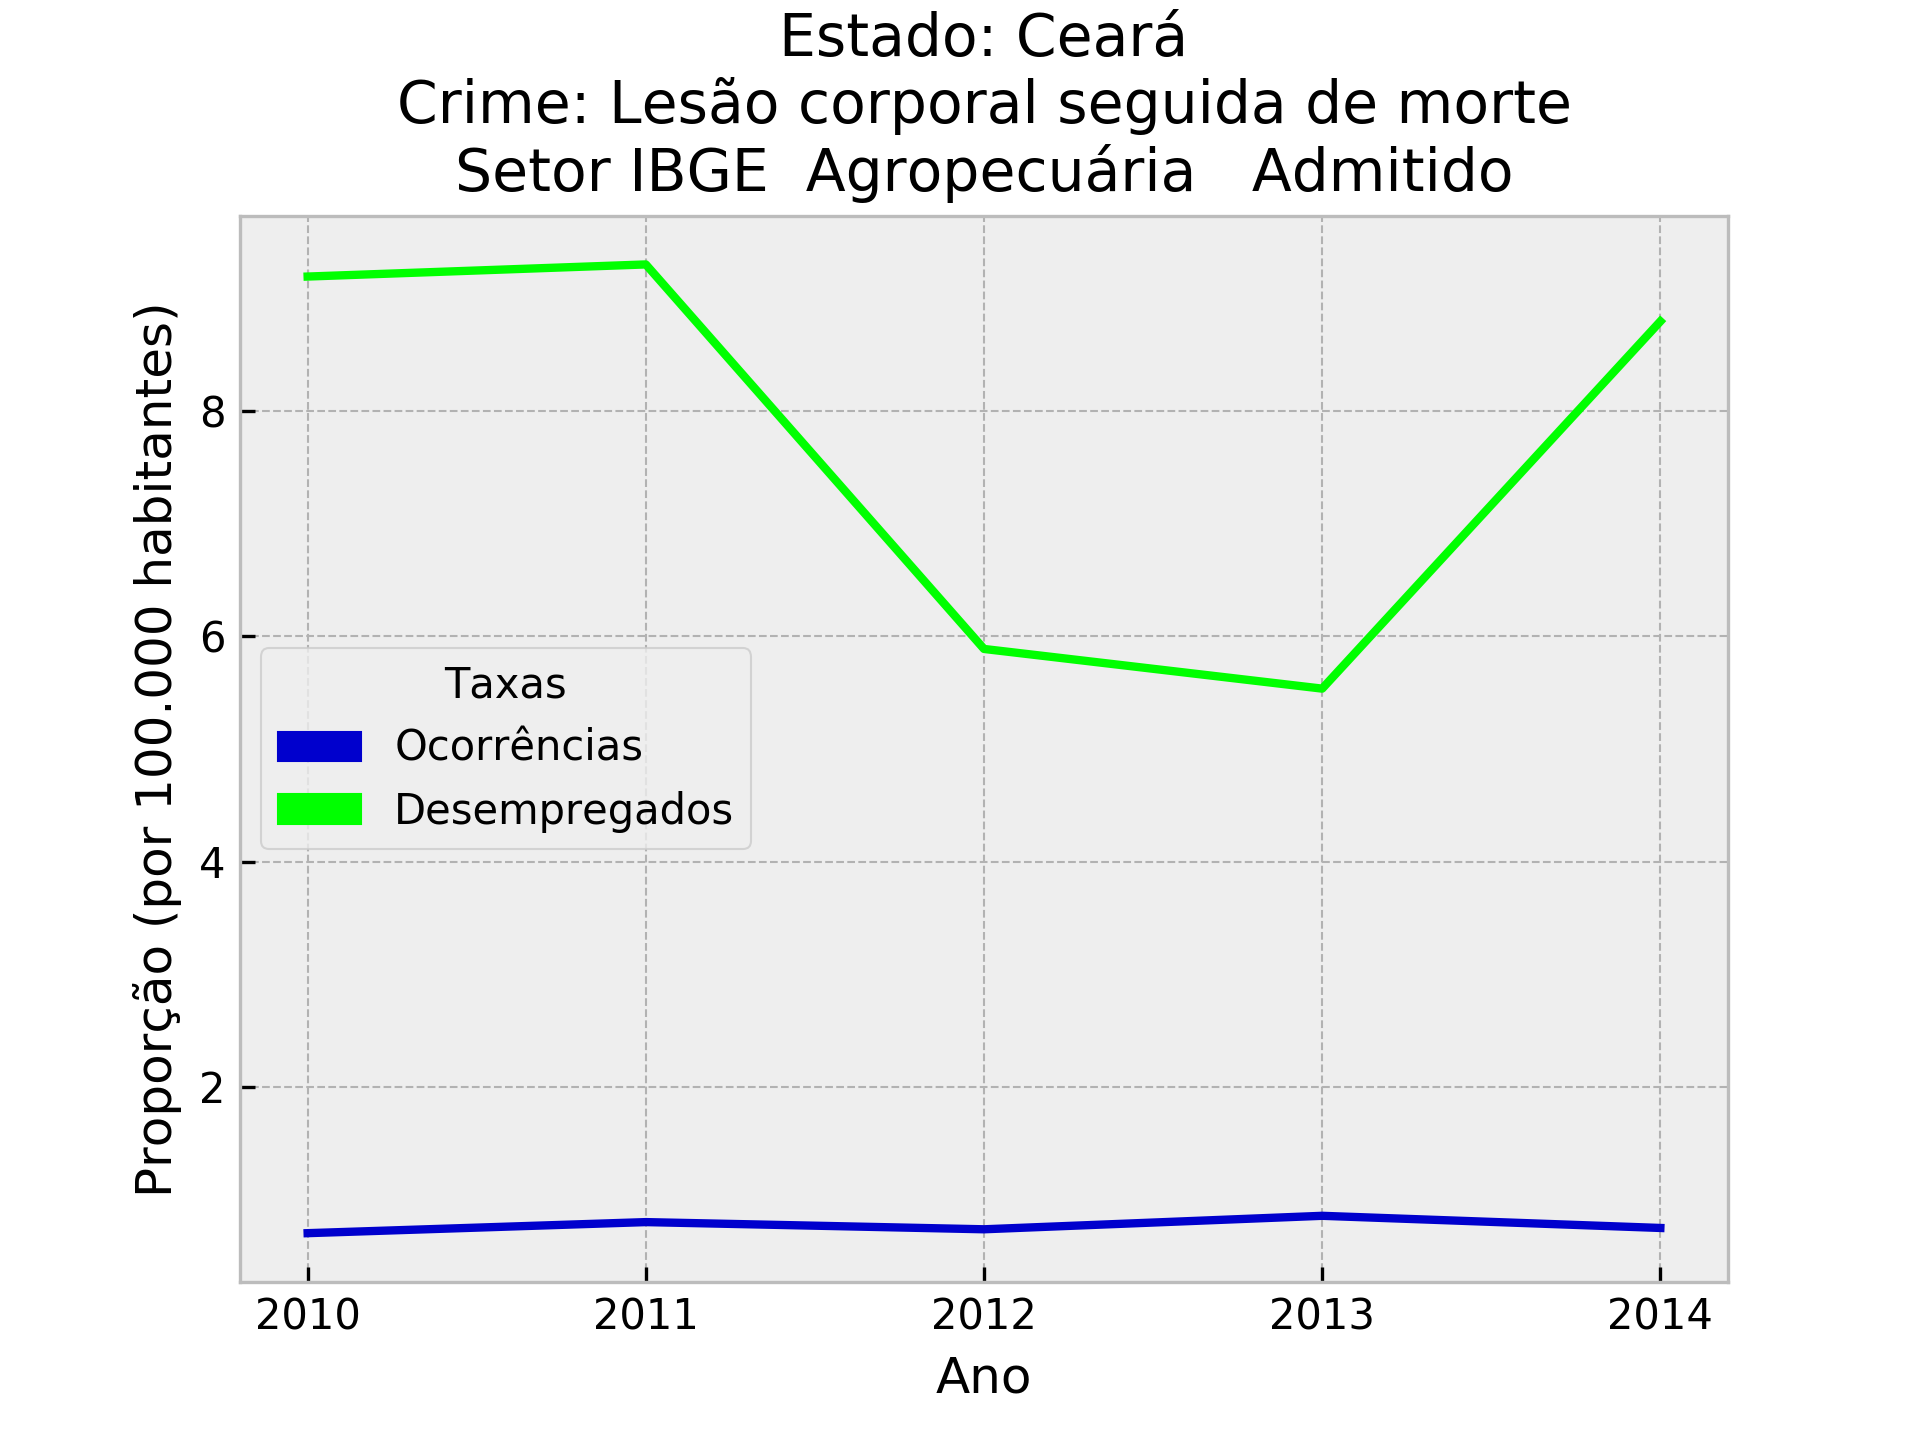 Estado: Ceará
Crime: Lesão corporal seguida de morte
Setor IBGE  Agropecuária   Admitido
Proporção (por 100.000 habitantes)
8
6
4
2
Taxas
Ocorrências
Desempregados
2010 2011 2012 2013 2014
Ano